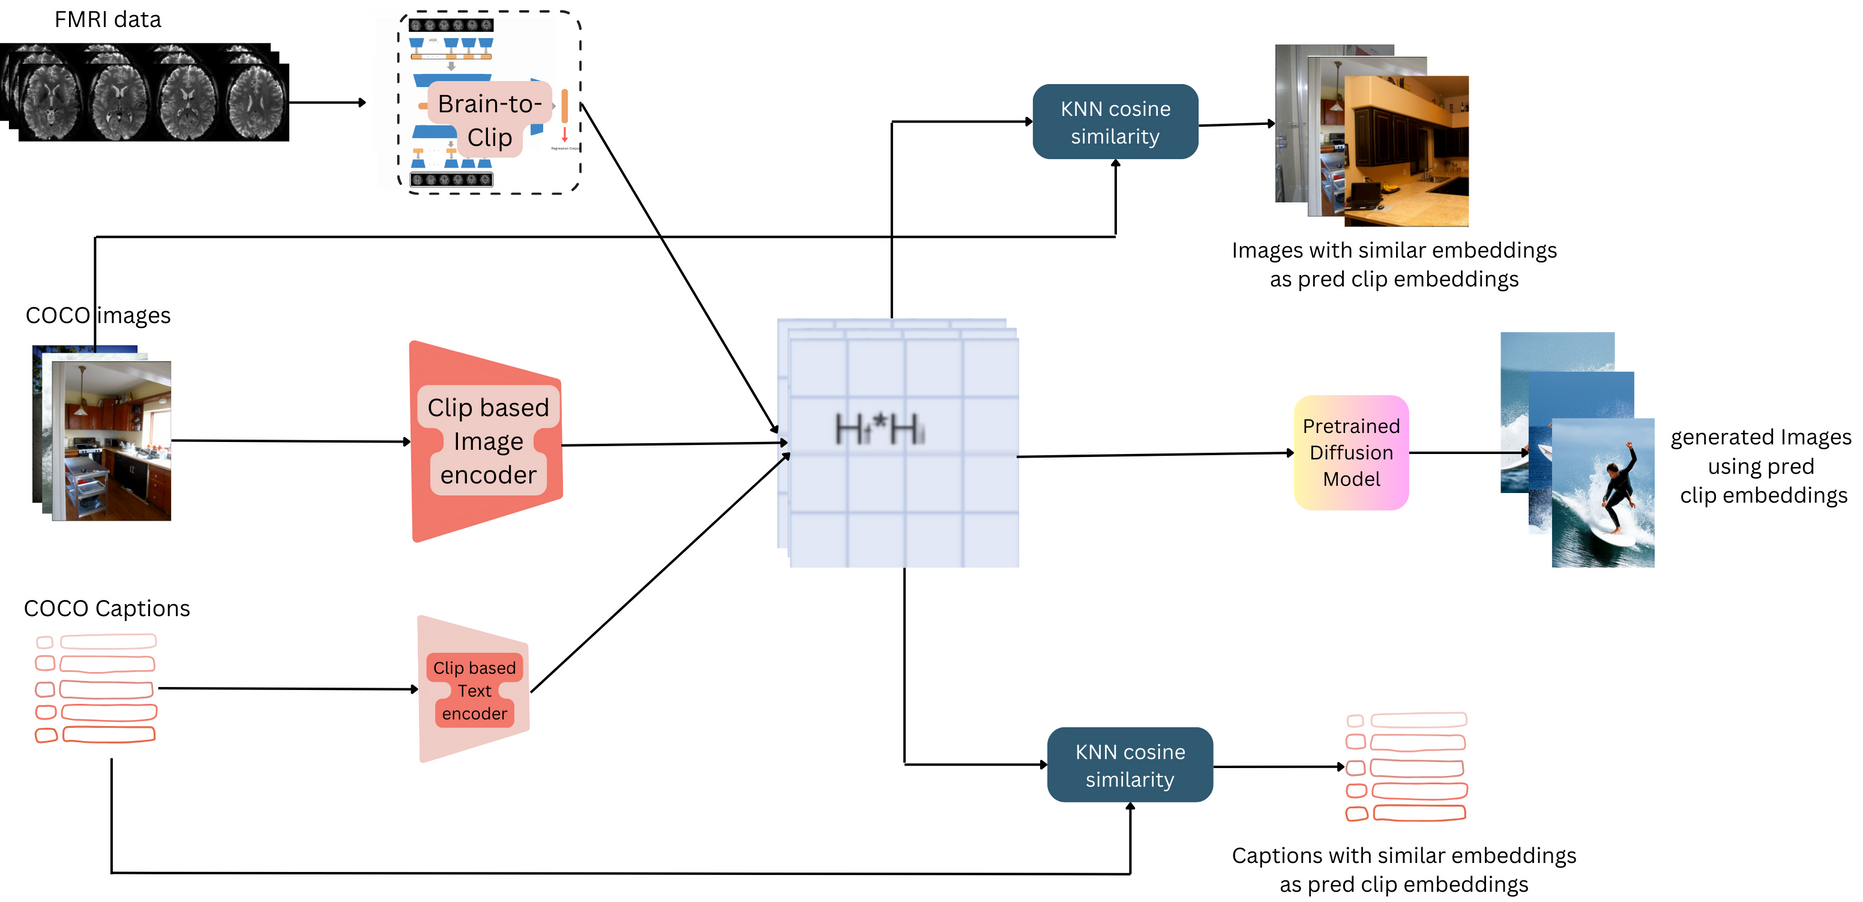 FMRI data
Brain-to-
Clip
KNN cosine
similarity
Images with similar embeddings
as pred clip embeddings
COCO images
Clip based
Image
encoder
Pretrained
Diffusion
Model
generated Images
using pred
clip embeddings
COCO Captions
Clip based
Text
encoder
KNN cosine
similarity
Captions with similar embeddings
as pred clip embeddings